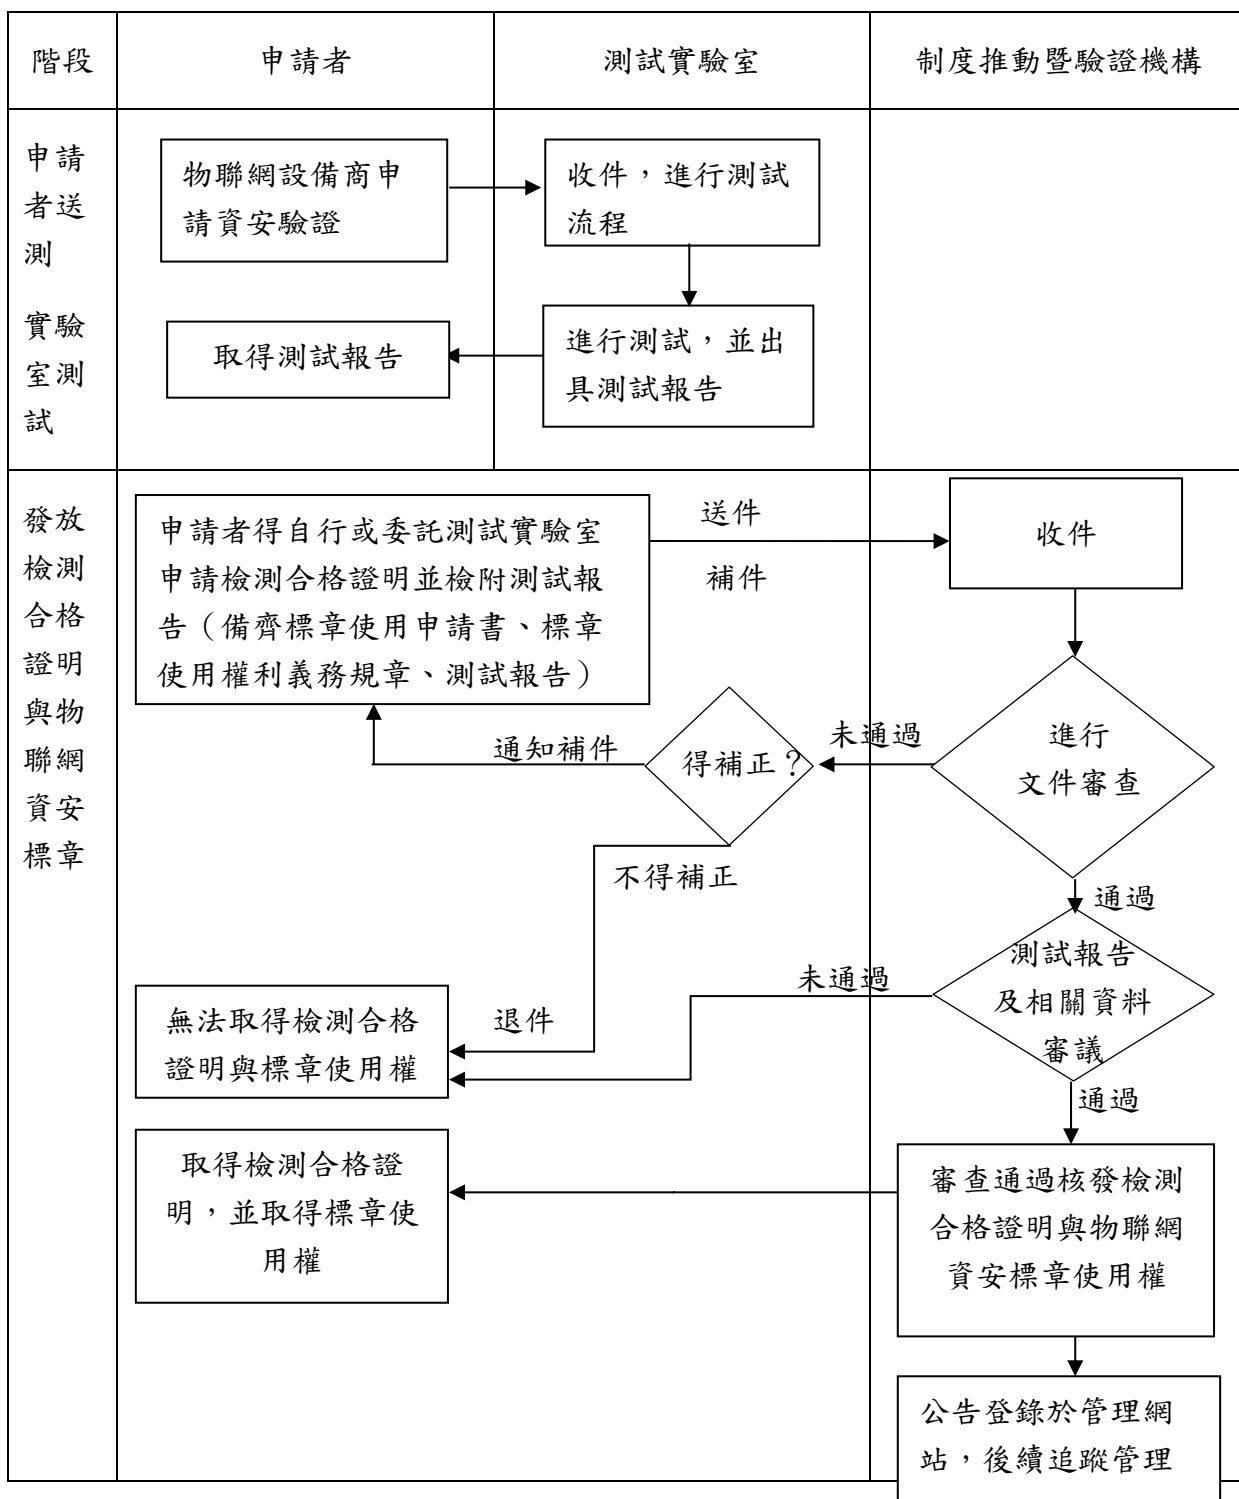 階段
申請者
測試實驗室
制度推動暨驗證機構
申請
者送
測
物聯網設備商申
請資安驗證
收件，進行測試
流程
實驗
室測
試
取得測試報告
進行測試，並出
具測試報告
發放
檢測
合格
證明
與物
聯網
資安
標章
申請者得自行或委託測試實驗室
申請檢測合格證明並檢附測試報
告（備齊標章使用申請書、標章
使用權利義務規章、測試報告）
送件
補件
收件
進行
文件審查
未通過
得補正？
通知補件
不得補正
通過
測試報告
及相關資料
審議
未通過
退件
無法取得檢測合格
證明與標章使用權
通過
審查通過核發檢測
合格證明與物聯網
資安標章使用權
取得檢測合格證
明，並取得標章使
用權
公告登錄於管理網
站，後續追蹤管理